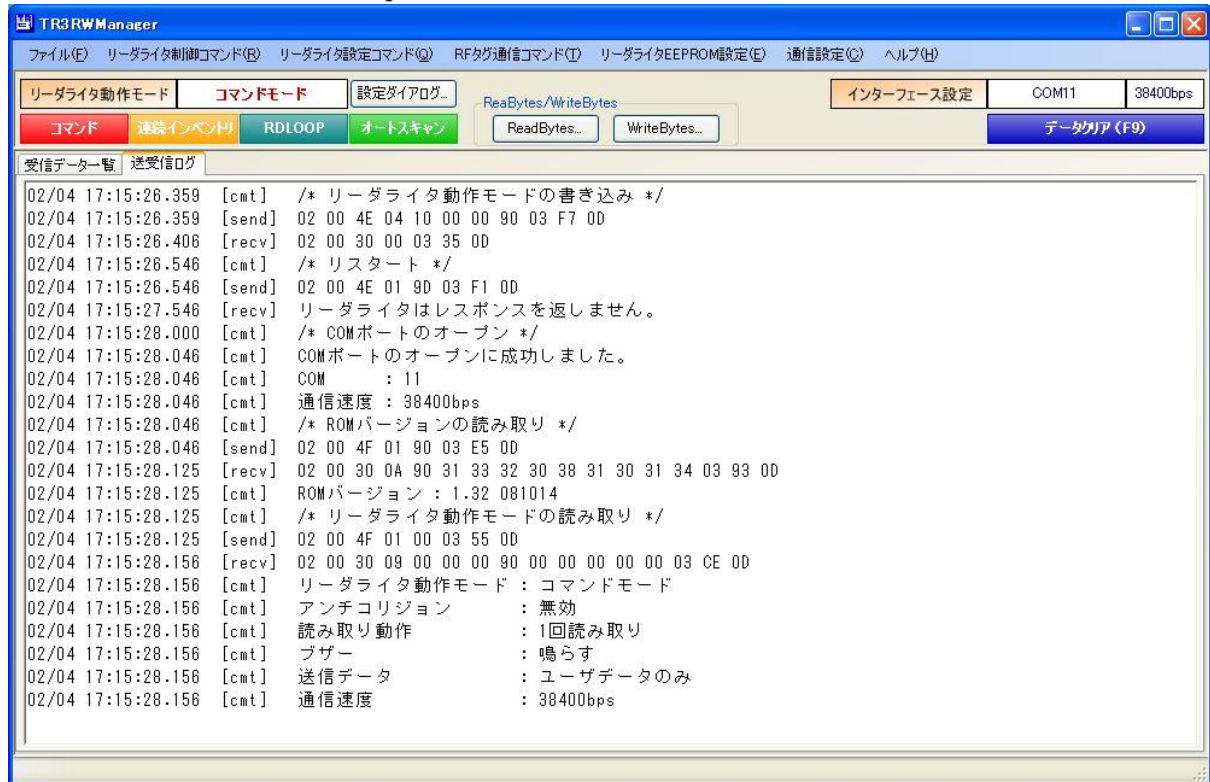 TR3RWManager
ファイル(F) リーダライタ制御コマンド(R) リーダライタ設定コマンド(Q) RFタグ通信コマンド(T) リーダライタEEPROM設定(E) 通信設定(C) ヘルプ(H)
リーダライタ動作モード コマンドモード 設定ダイアログ... ReaBytes/WriteBytes インターフェース設定 COM11 38400bps
コマンド 連続インベントリ RDLOOP オートスキャン ReadBytes... WriteBytes... データクリア(F9)
受信データ一覧 送受信ログ
02/04 17:15:26.359 [cmt] /* リーダライタ動作モードの書き込み */
02/04 17:15:26.359 [send] 02 00 4E 04 10 00 00 90 03 F7 0D
02/04 17:15:26.406 [recv] 02 00 30 00 03 35 0D
02/04 17:15:26.546 [cmt] /* リスタート */
02/04 17:15:26.546 [send] 02 00 4E 01 9D 03 F1 0D
02/04 17:15:27.546 [recv] リーダライタはレスポンスを返しません。
02/04 17:15:28.000 [cmt] /* COMポートのオープン */
02/04 17:15:28.046 [cmt] COMポートのオープンに成功しました。
02/04 17:15:28.046 [cmt] COM : 11
02/04 17:15:28.046 [cmt] 通信速度 : 38400bps
02/04 17:15:28.046 [cmt] /* ROMバージョンの読み取り */
02/04 17:15:28.046 [send] 02 00 4F 01 90 03 E5 0D
02/04 17:15:28.125 [recv] 02 00 30 0A 90 31 33 32 30 38 31 30 31 34 03 93 0D
02/04 17:15:28.125 [cmt] ROMバージョン : 1.32 081014
02/04 17:15:28.125 [cmt] /* リーダライタ動作モードの読み取り */
02/04 17:15:28.125 [send] 02 00 4F 01 00 03 55 0D
02/04 17:15:28.156 [recv] 02 00 30 09 00 00 00 90 00 00 00 00 00 03 CE 0D
02/04 17:15:28.156 [cmt] リーダライタ動作モード : コマンドモード
02/04 17:15:28.156 [cmt] アンチコリジョン : 無効
02/04 17:15:28.156 [cmt] 読み取り動作 : 1回読み取り
02/04 17:15:28.156 [cmt] ブザー : 鳴らす
02/04 17:15:28.156 [cmt] 送信データ : ユーザデータのみ
02/04 17:15:28.156 [cmt] 通信速度 : 38400bps